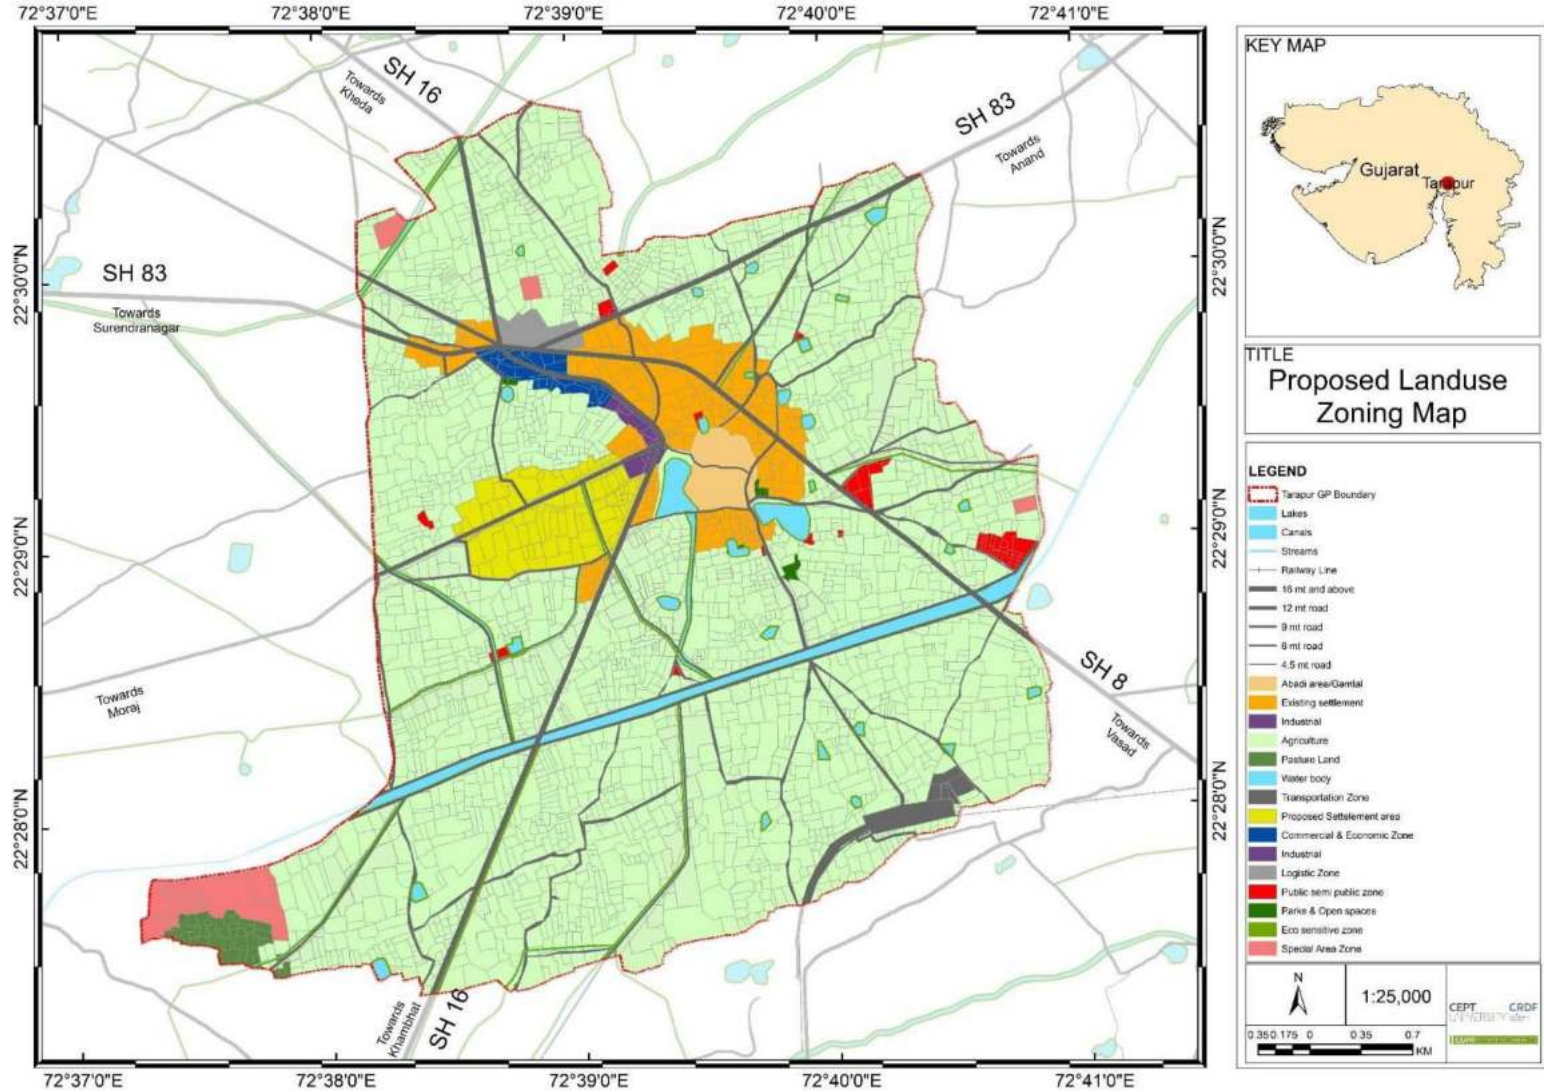 72°37'0"E
72°38'0"E
72°39'0"E
72°40'0"E
72°41'0"E
22°30'0"N
22°29'0"N
22°28'0"N
SH 16
Towards
Kheda
SH 83
Towards
Anand
SH 83
Towards
Surendranagar
Towards
Moraj
SH 8
Towards
Vasad
Towards
Khambhat
SH 16
22°30'0"N
22°29'0"N
22°28'0"N
72°37'0"E
72°38'0"E
72°39'0"E
72°40'0"E
72°41'0"E
KEY MAP
Gujarat
Tarapur
TITLE
Proposed Landuse
Zoning Map
LEGEND
Tarapur GP Boundary
Lakes
Canals
Streams
Railway Line
18 mt and above
12 mt road
9 mt road
6 mt road
4.5 mt road
Abadi area/Gamtal
Existing settlement
Industrial
Agriculture
Pasture Land
Water body
Transportation Zone
Proposed Settelement area
Commercial & Economic Zone
Industrial
Logistic Zone
Public semi public zone
Parks & Open spaces
Eco sensitive zone
Special Area Zone
N
1:25,000
CEPT
UNIVERSITY
CRDF
0.35 0.175 0 0.35 0.7
KM